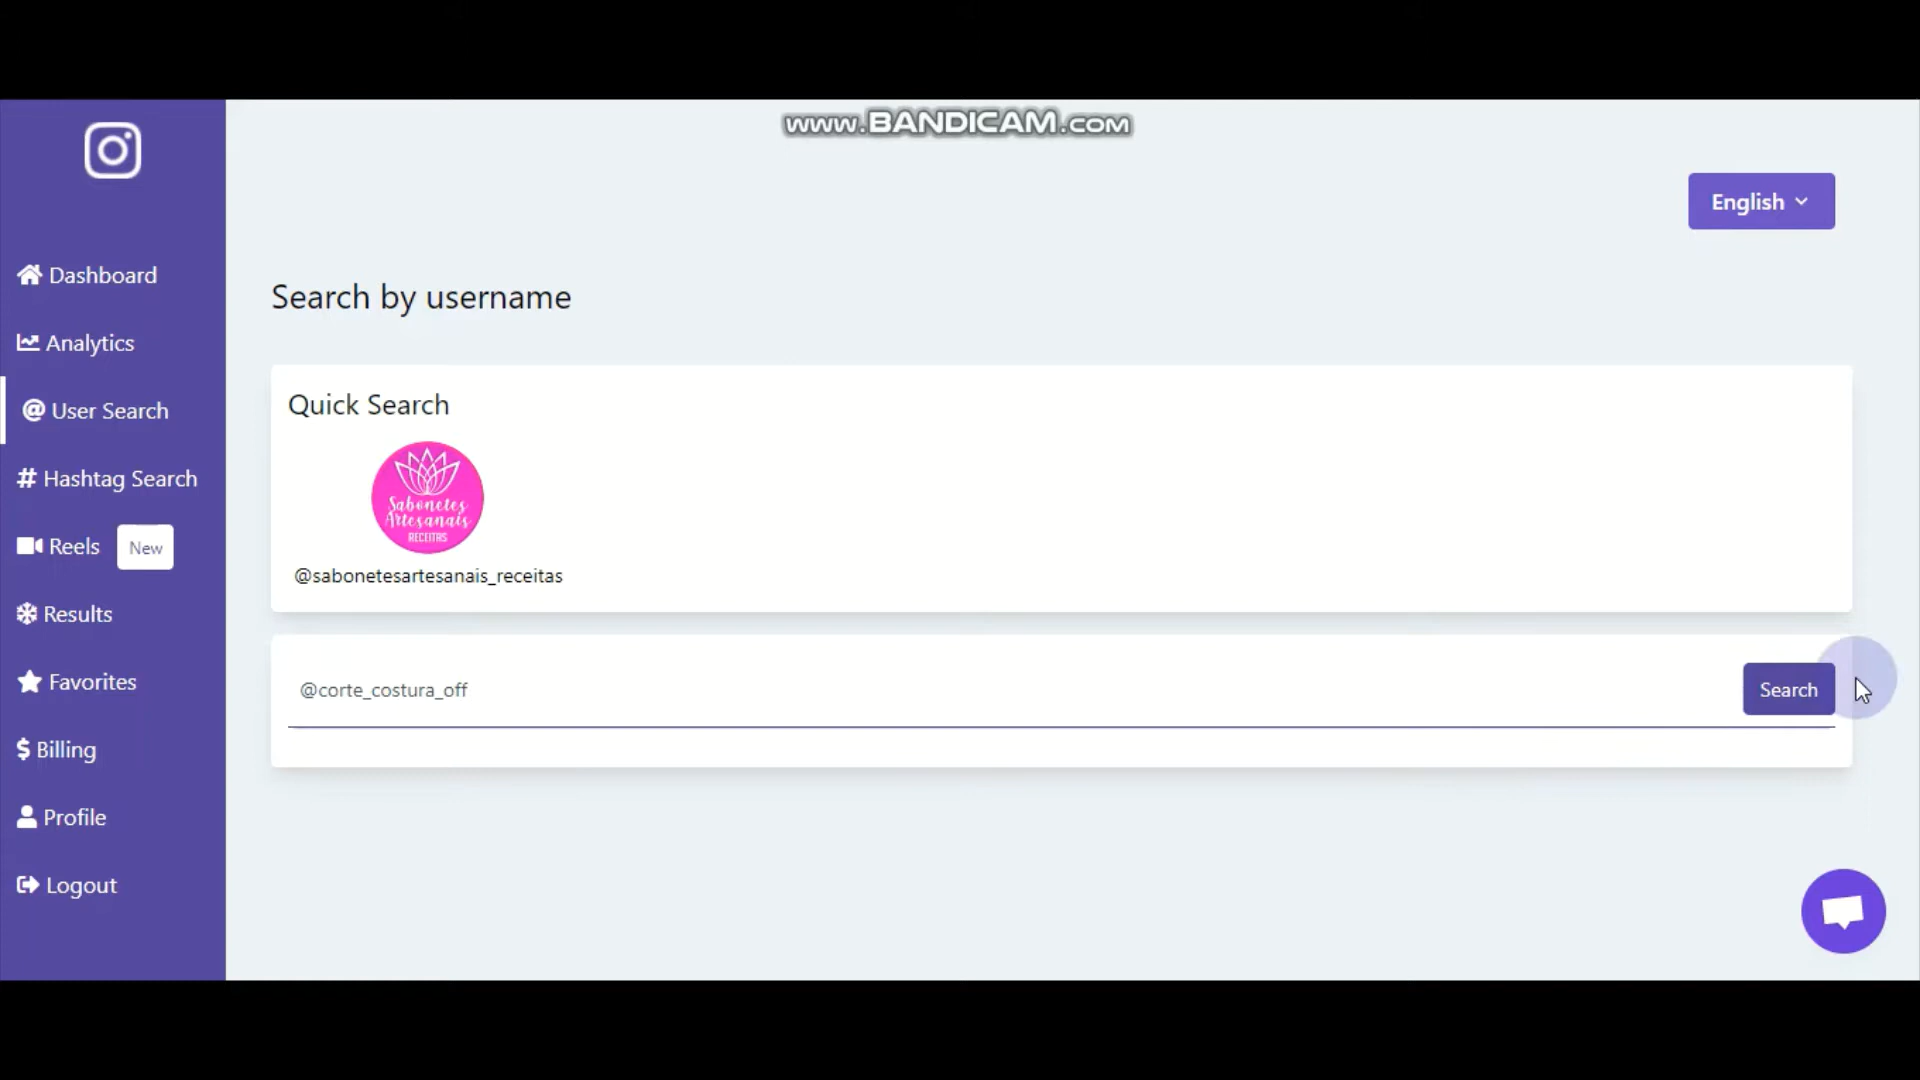 www.BANDICAM.com
English
Dashboard
Analytics
@ User Search
# Hashtag Search
Reels New
Results
Favorites
$ Billing
Profile
Logout
Search by username
Quick Search
Sabonetes
Artesanais
RECEITAS
@sabonetesartesanais_receitas
@corte_costura_off
Search